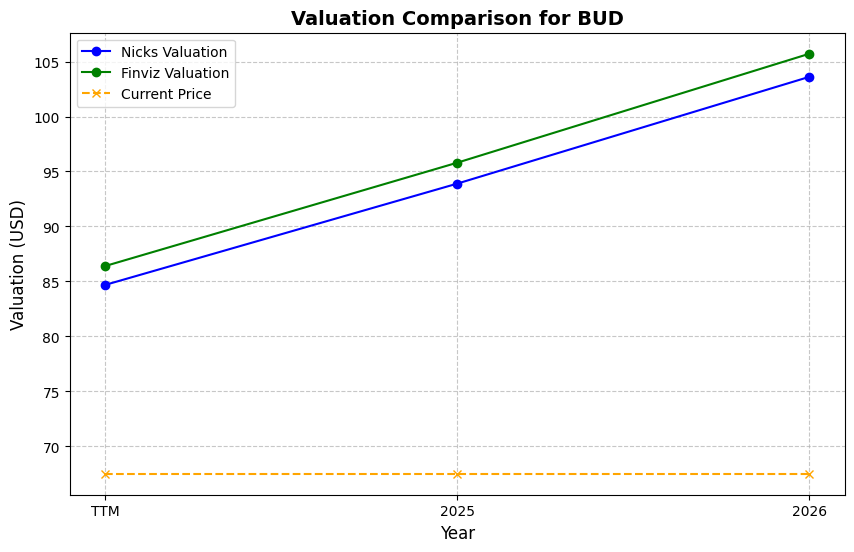 Valuation Comparison for BUD
Nicks Valuation
Finviz Valuation
Current Price
Valuation (USD)
105
100
95
90
85
80
75
70
TTM 2025 2026
Year